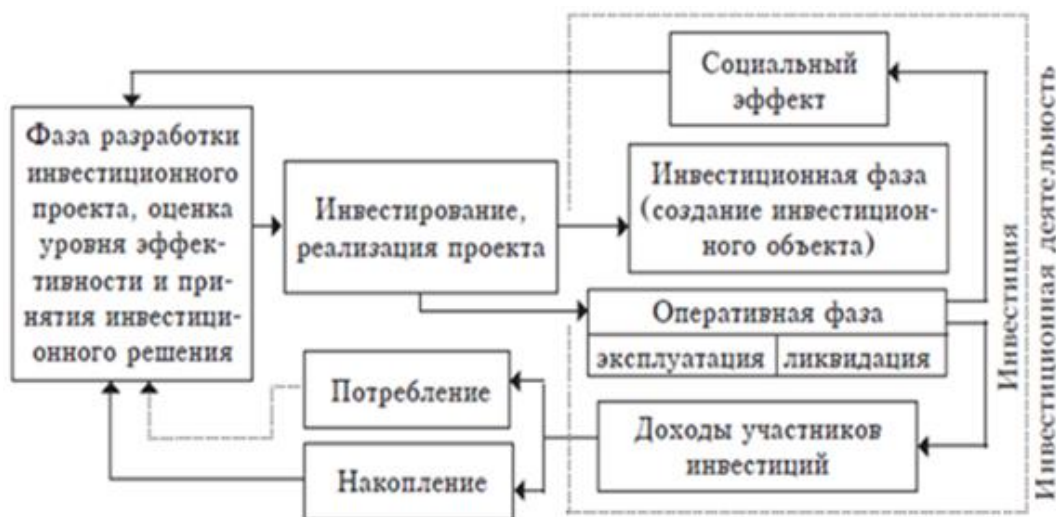 Социальный
эффект
Фаза разработки
инвестиционного
проекта, оценка
уровня эффек-
тивности и при-
нятия инвестици-
онного решения
Инвестирование,
реализация проекта
Инвестиционная фаза
(создание инвестицион-
ного объекта)
Оперативная фаза
эксплуатация
ликвидация
Потребление
Накопление
Доходы участников
инвестиций
Инвестиция
Инвестиционная деятельность